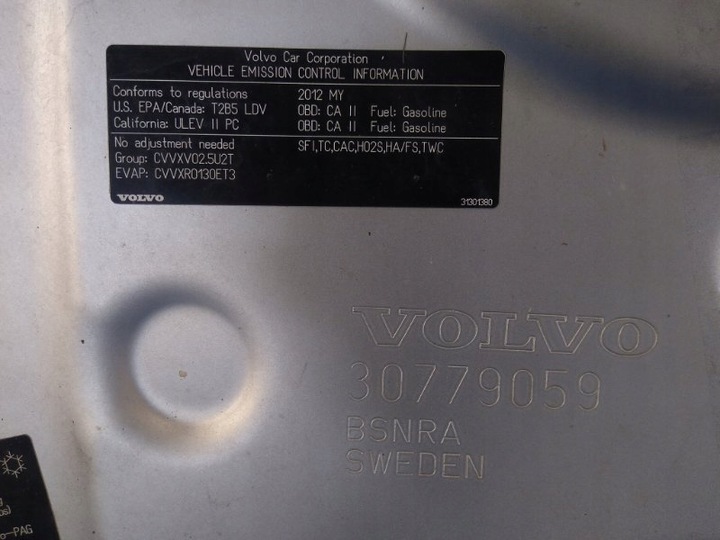 Volvo Car Corporation
VEHICLE EMISSION CONTROL INFORMATION
Conforms to regulations 2012 MY
U.S. EPA/Canada: T2B5 LDV OBD: CA II Fuel: Gasoline
California: ULEV II PC OBD: CA II Fuel: Gasoline
No adjustment needed SFI,TC,CAC,HO2S,HA/FS,TWC
Group: CVVXV02.5U2T
EVAP: CVVXR0130ET3
VOLVO 31301380
VOLVO
30779059
BSNRA
SWEDEN
o-PAG